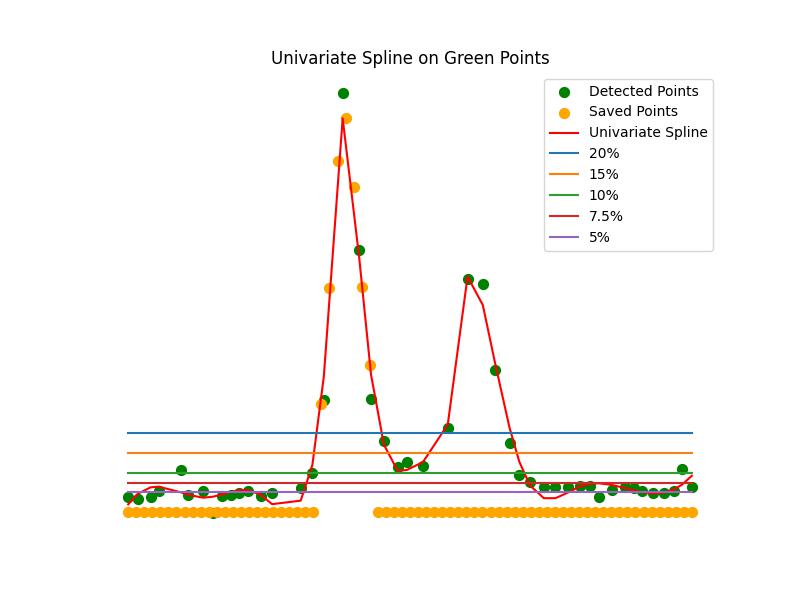 Univariate Spline on Green Points
Detected Points
Saved Points
Univariate Spline
20%
15%
10%
7.5%
5%